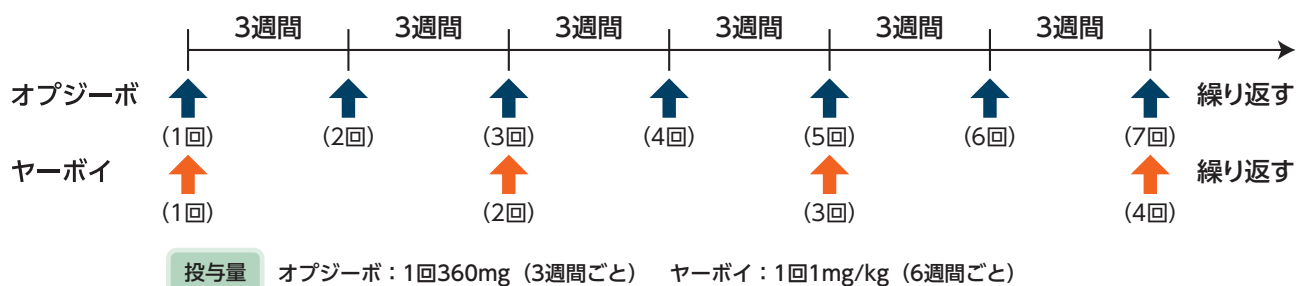 3週間 3週間 3週間 3週間 3週間 3週間
オプジーボ 繰り返す
(1回) (2回) (3回) (4回) (5回) (6回) (7回)
ヤーボイ 繰り返す
(1回) (2回) (3回) (4回)
投与量 オプジーボ：1回360mg（3週間ごと） ヤーボイ：1回1mg/kg（6週間ごと）